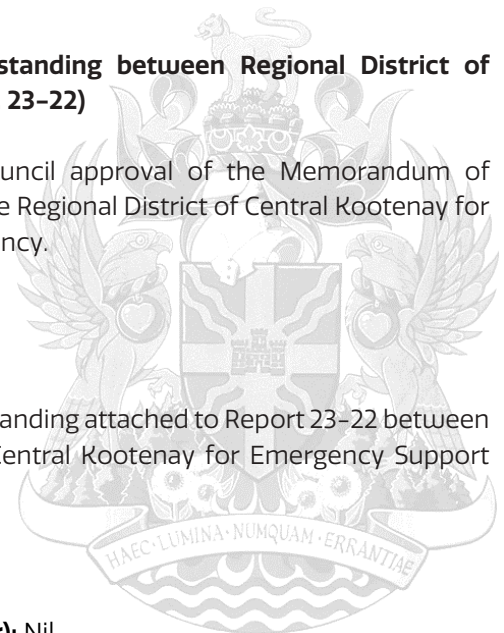 standing between Regional District of
23-22)
uncil approval of the Memorandum of
e Regional District of Central Kootenay for
ncy.
anding attached to Report 23-22 between
Central Kootenay for Emergency Support
HAEC·LUMINA·NUMQUAM·ERRANTIAE
): Nil